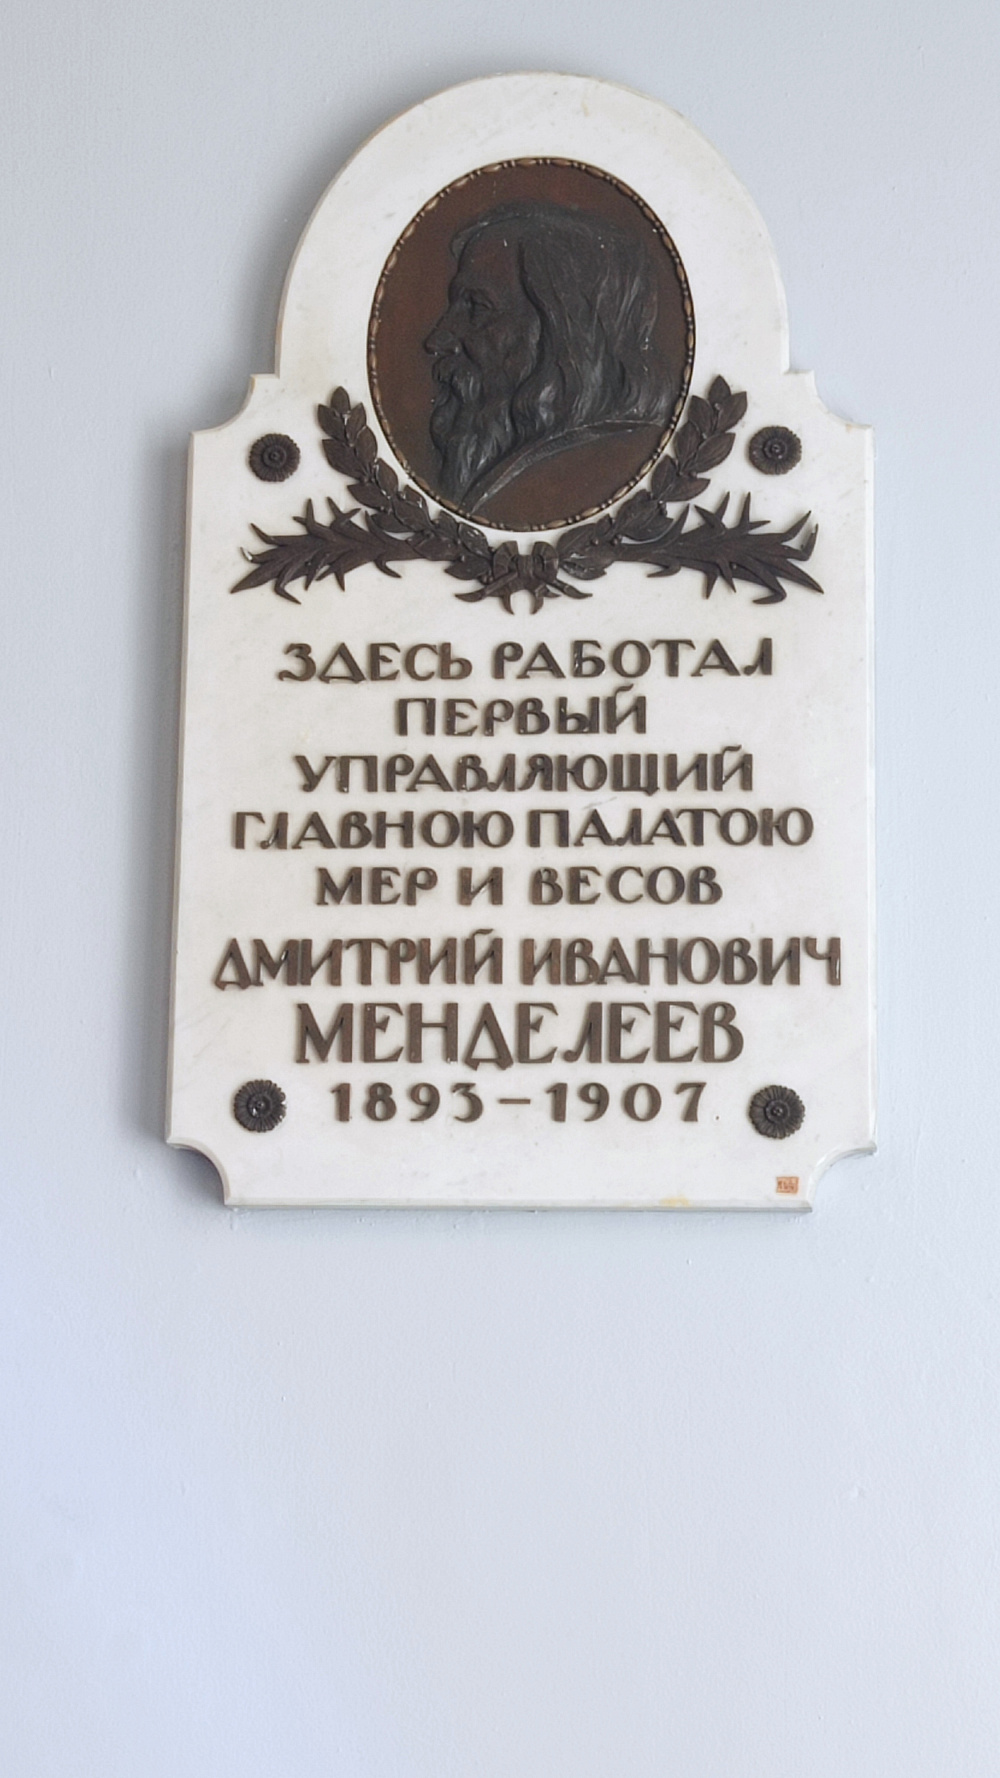 ЗДЕСЬ РАБОТАЛ
ПЕРВЫЙ
УПРАВЛЯЮЩИЙ
ГЛАВНОЮ ПАЛАТОЮ
МЕР И ВЕСОВ
ДМИТРИЙ ИВАНОВИЧ
МЕНДЕЛЕЕВ
1893-1907